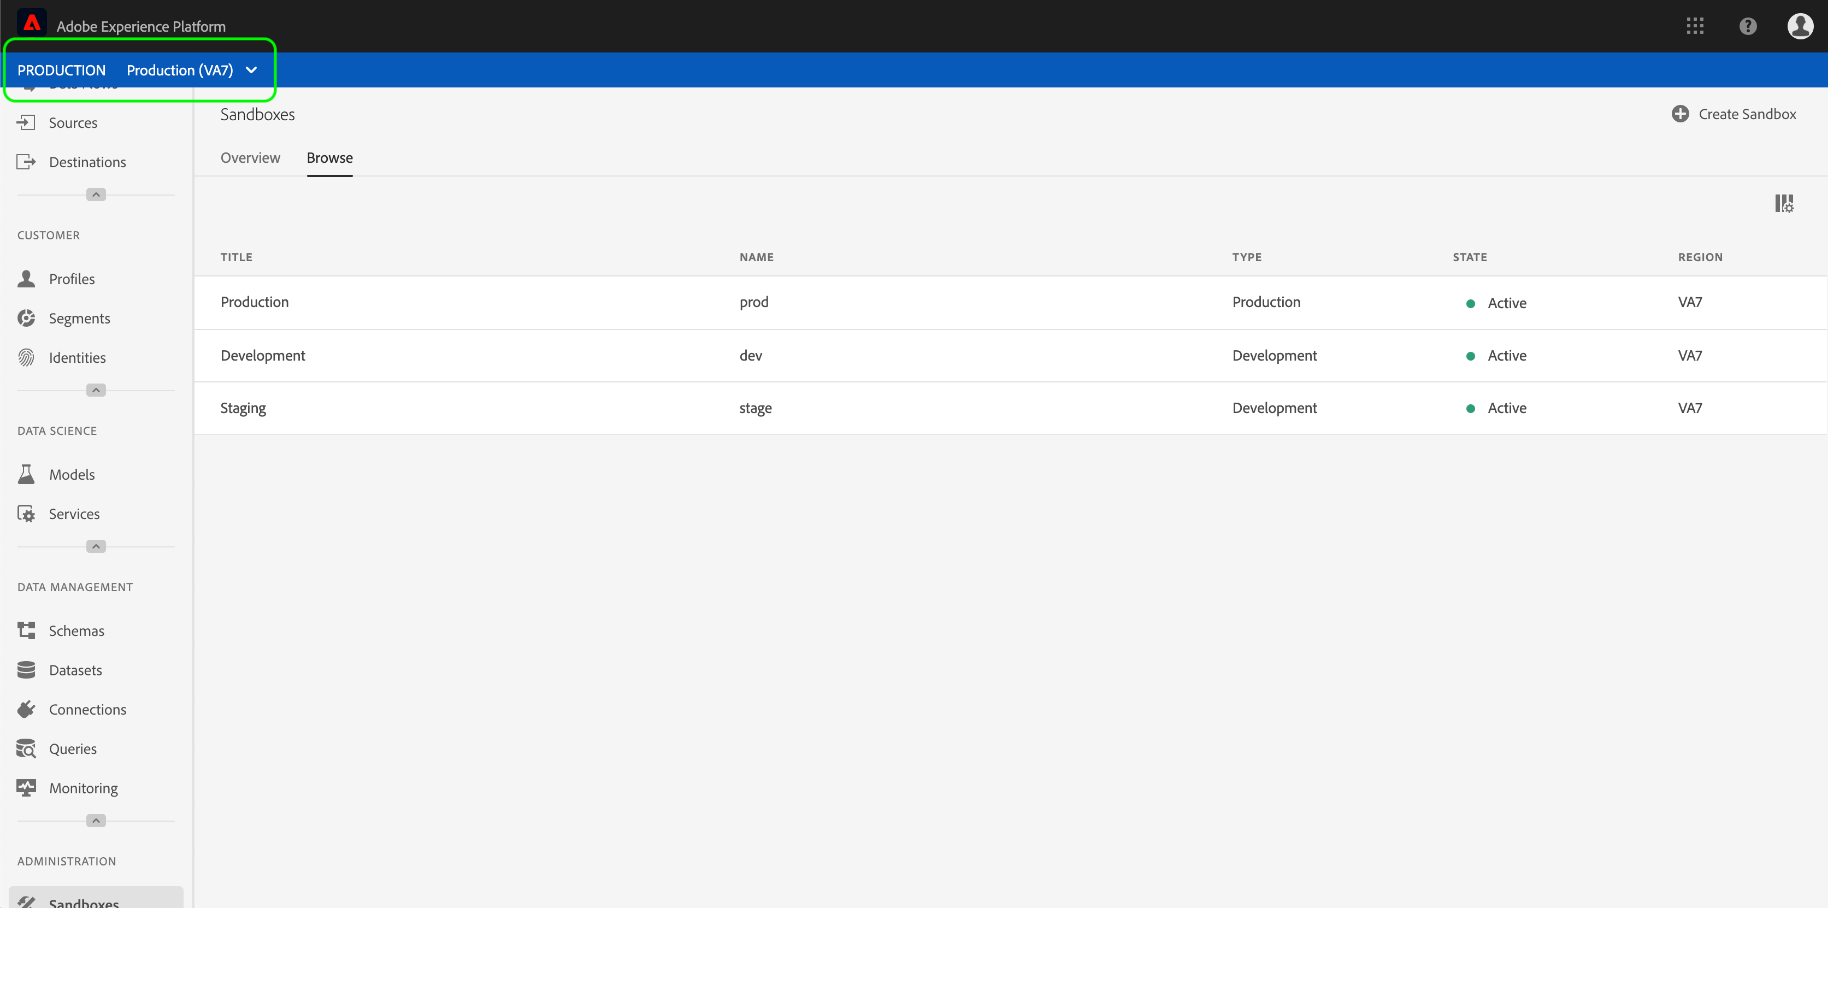 Adobe Experience Platform
PRODUCTION Production (VA7)
Sources
Destinations
CUSTOMER
Profiles
Segments
Identities
DATA SCIENCE
Models
Services
DATA MANAGEMENT
Schemas
Datasets
Connections
Queries
Monitoring
ADMINISTRATION
Sandboxes
Sandboxes
Create Sandbox
Overview Browse
TITLE NAME TYPE STATE REGION
Production prod Production Active VA7
Development dev Development Active VA7
Staging stage Development Active VA7